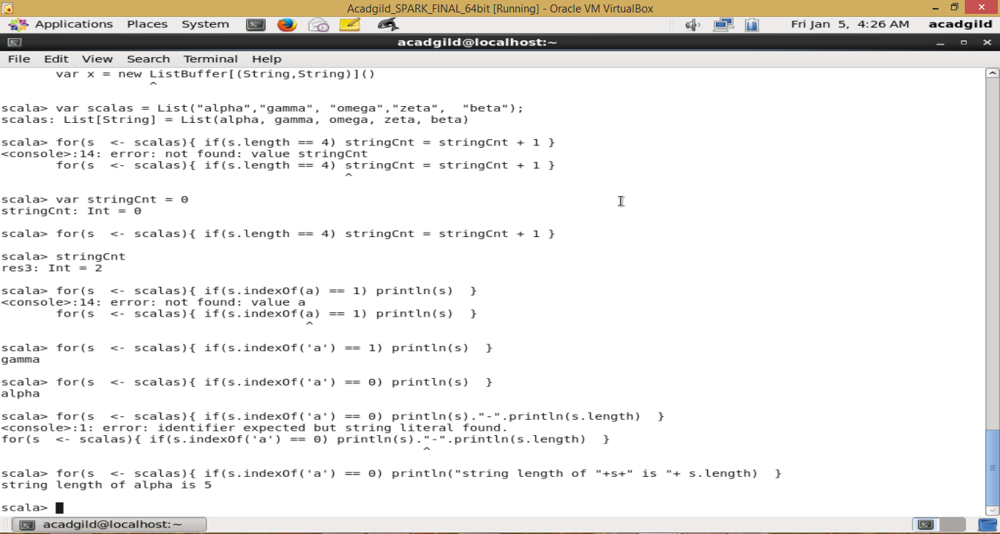 Acadgild_SPARK_FINAL_64bit [Running] - Oracle VM VirtualBox
Applications Places System Fri Jan 5, 4:26 AM acadgild
acadgild@localhost:~
File Edit View Search Terminal Help
var x = new ListBuffer[(String,String)]()
^
scala> var scalas = List("alpha","gamma", "omega","zeta",  "beta");
scalas: List[String] = List(alpha, gamma, omega, zeta, beta)
scala> for(s  <- scalas){ if(s.length == 4) stringCnt = stringCnt + 1 }
<console>:14: error: not found: value stringCnt
for(s  <- scalas){ if(s.length == 4) stringCnt = stringCnt + 1 }
^
scala> var stringCnt = 0
stringCnt: Int = 0
scala> for(s  <- scalas){ if(s.length == 4) stringCnt = stringCnt + 1 }
scala> stringCnt
res3: Int = 2
scala> for(s  <- scalas){ if(s.indexOf(a) == 1) println(s)  }
<console>:14: error: not found: value a
for(s  <- scalas){ if(s.indexOf(a) == 1) println(s)  }
^
scala> for(s  <- scalas){ if(s.indexOf('a') == 1) println(s)  }
gamma
scala> for(s  <- scalas){ if(s.indexOf('a') == 0) println(s)  }
alpha
scala> for(s  <- scalas){ if(s.indexOf('a') == 0) println(s)."-".println(s.length)  }
<console>:1: error: identifier expected but string literal found.
for(s  <- scalas){ if(s.indexOf('a') == 0) println(s)."-".println(s.length)  }
^
scala> for(s  <- scalas){ if(s.indexOf('a') == 0) println("string length of "+s+" is "+ s.length)  }
string length of alpha is 5
scala>
acadgild@localhost:~